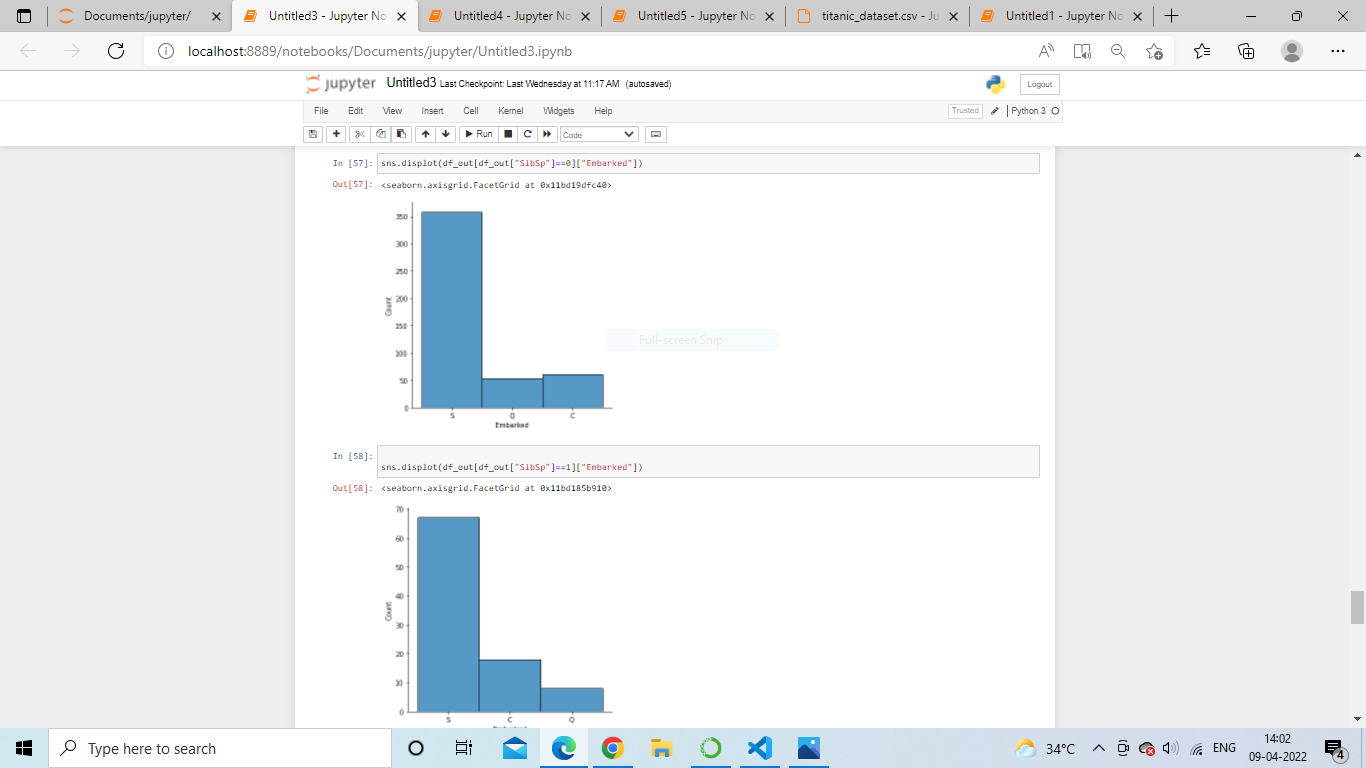 Documents/jupyter/
Untitled3 - Jupyter No
Untitled4 - Jupyter No
Untitled5 - Jupyter No
titanic_dataset.csv - Ju
Untitled1 - Jupyter No
localhost:8889/notebooks/Documents/jupyter/Untitled3.ipynb
jupyter Untitled3 Last Checkpoint: Last Wednesday at 11:17 AM (autosaved)
Logout
File Edit View Insert Cell Kernel Widgets Help
Trusted Python 3
Run Code
In [57]: sns.displot(df_out[df_out["SibSp"]==0]["Embarked"])
Out[57]: <seaborn.axisgrid.FacetGrid at 0x11bd19dfc40>
350
300
250
200
150
100
50
0
Count
S Q C
Embarked
Full-screen Snip
In [58]:
sns.displot(df_out[df_out["SibSp"]==1]["Embarked"])
Out[58]: <seaborn.axisgrid.FacetGrid at 0x11bd185b910>
70
60
50
40
30
20
10
0
Count
S C Q
Type here to search
34°C
ENG
14:02
09-04-2022
4